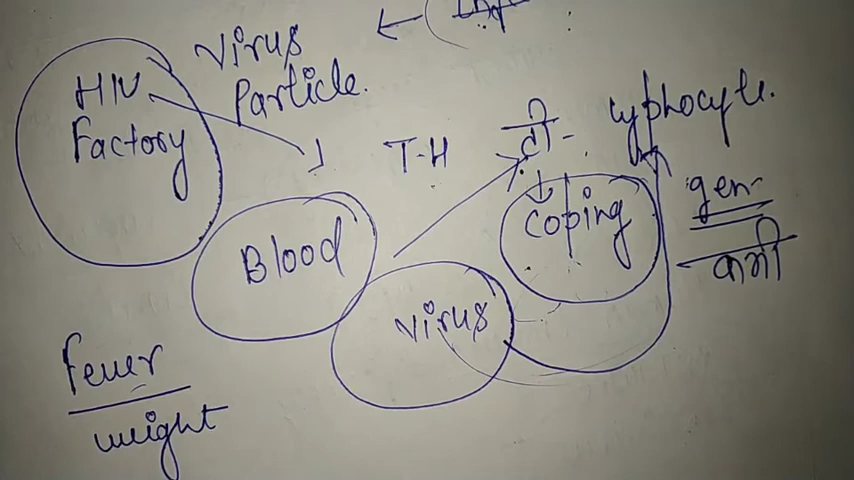 Virus
Particle.
HIV
Factory
T-H
टी-
lyphocyte.
Blood
Coping
gen-
कमी
Virus
Fever
weight